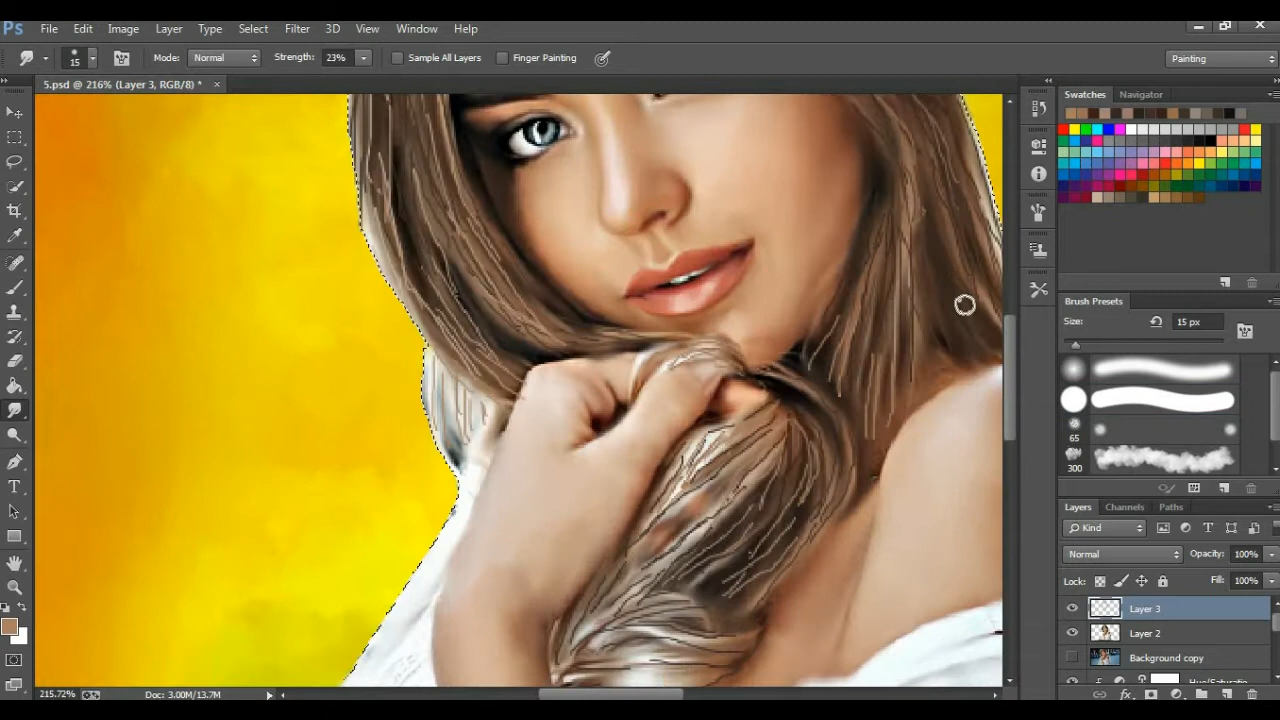 Ps File Edit Image Layer Type Select Filter 3D View Window Help
15 Mode: Normal Strength: 23% Sample All Layers Finger Painting Painting
5.psd @ 216% (Layer 3, RGB/8) * ×
Swatches Navigator
Brush Presets
Size: 15 px
65
300
Layers Channels Paths
Kind
Normal Opacity: 100%
Lock: Fill: 100%
Layer 3
Layer 2
Background copy
Hue/Saturatio
215.72% Doc: 3.00M/13.7M